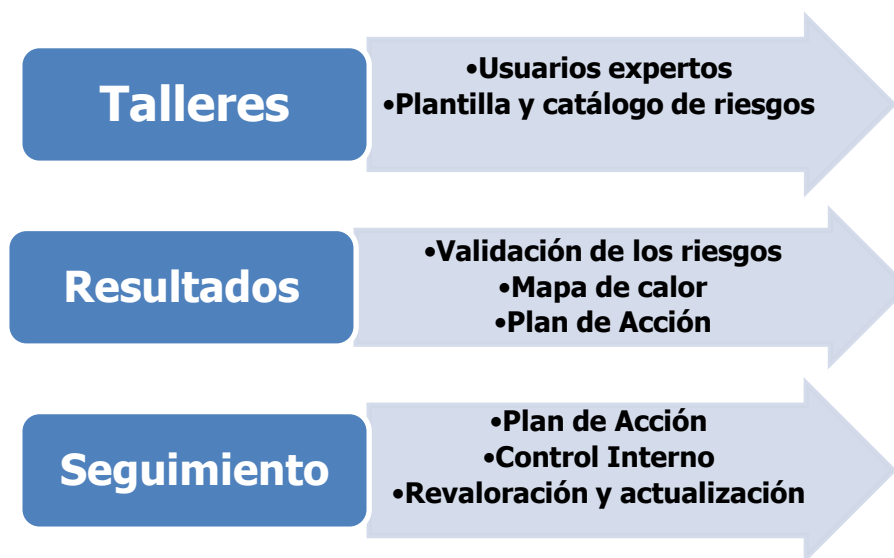 Talleres
•Usuarios expertos
•Plantilla y catálogo de riesgos
Resultados
•Validación de los riesgos
•Mapa de calor
•Plan de Acción
Seguimiento
•Plan de Acción
•Control Interno
•Revaloración y actualización